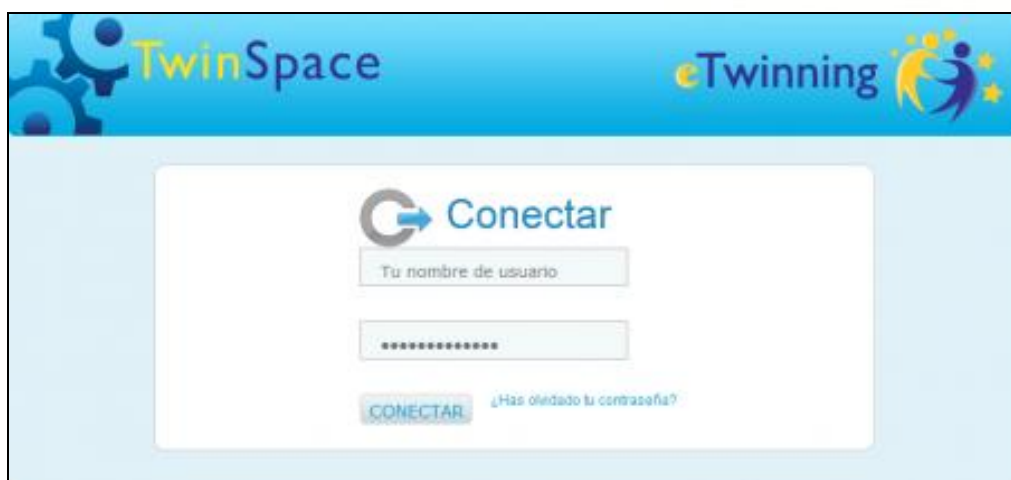 TwinSpace
eTwinning
Conectar
Tu nombre de usuario
•••••••••••••
CONECTAR
¿Has olvidado tu contraseña?